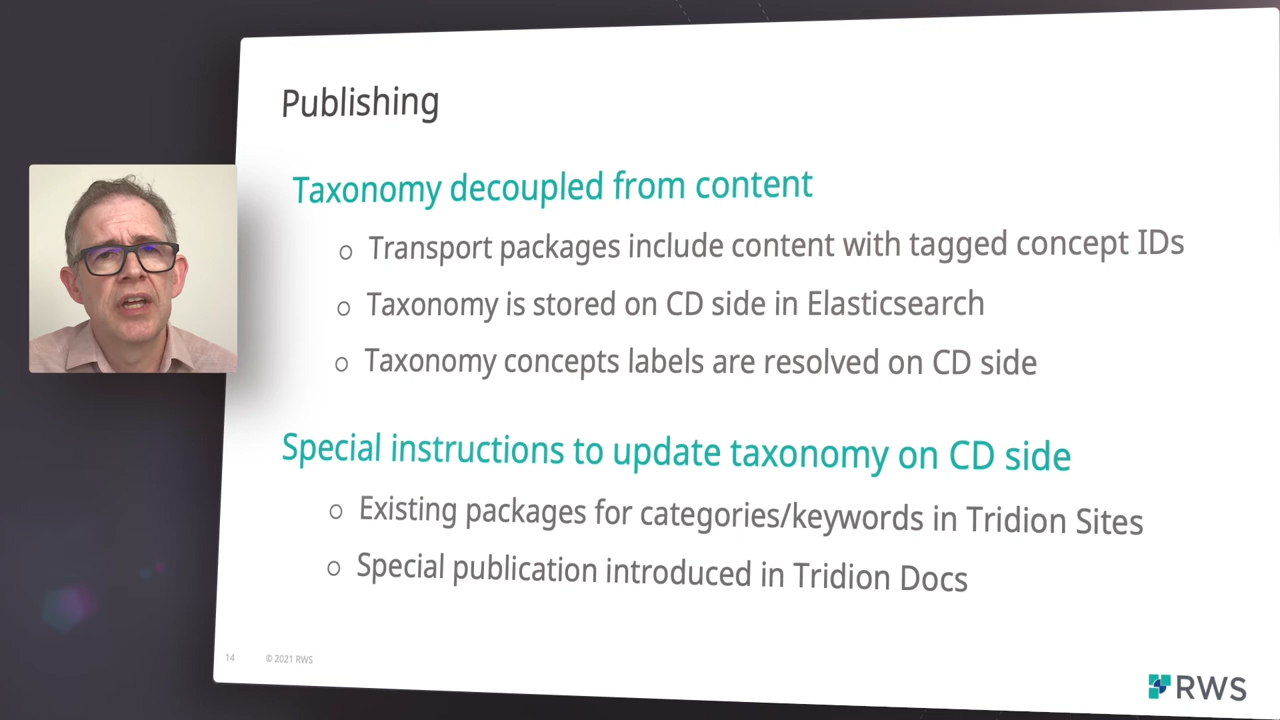 Publishing
Taxonomy decoupled from content
o Transport packages include content with tagged concept IDs
o Taxonomy is stored on CD side in Elasticsearch
o Taxonomy concepts labels are resolved on CD side
Special instructions to update taxonomy on CD side
o Existing packages for categories/keywords in Tridion Sites
o Special publication introduced in Tridion Docs
14 © 2021 RWS
RWS